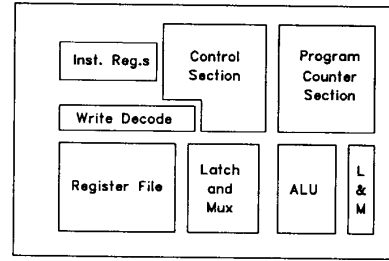 Inst. Reg.s
Control
Section
Program
Counter
Section
Write Decode
Register File
Latch
and
Mux
ALU
L
&
M